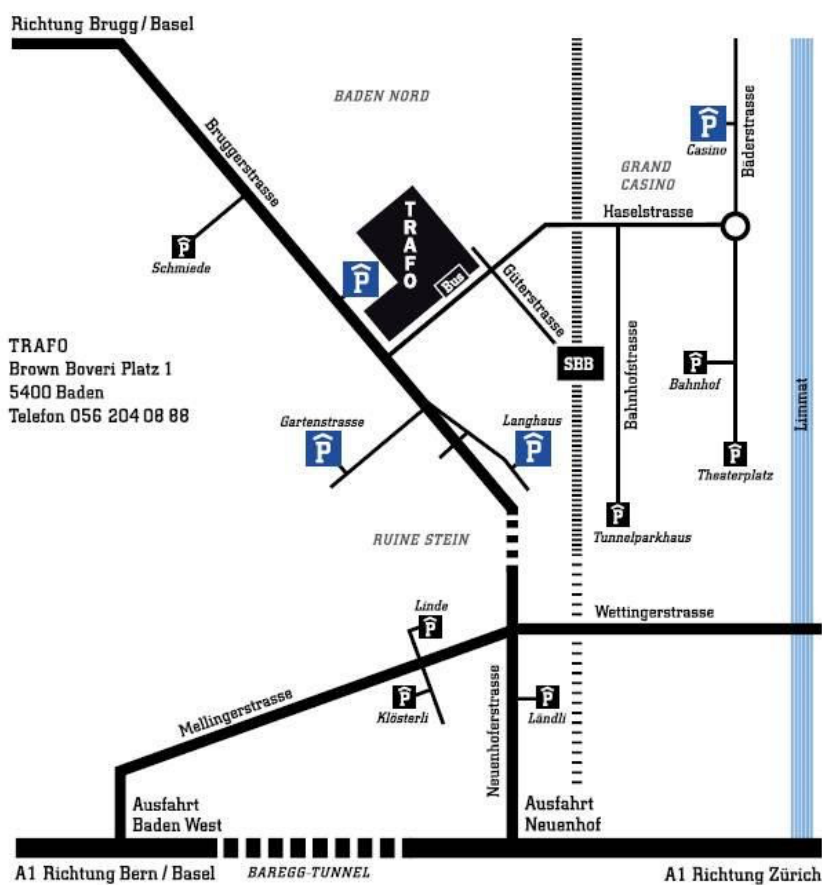 Richtung Brugg / Basel
BADEN NORD
Bruggerstrasse
P
Casino
Bäderstrasse
GRAND
CASINO
Haselstrasse
TRAFO
Bus
P
Schmiede
P
Güterstrasse
SBB
Bahnhofstrasse
P
Bahnhof
Limmat
TRAFO
Brown Boveri Platz 1
5400 Baden
Telefon 056 204 08 88
Gartenstrasse
P
Langhaus
P
P
Theaterplatz
P
Tunnelparkhaus
RUINE STEIN
Linde
P
Wettingerstrasse
Mellingerstrasse
P
Klösterli
Neuenhoferstrasse
P
Ländli
Ausfahrt
Baden West
Ausfahrt
Neuenhof
A1 Richtung Bern / Basel
BAREGG-TUNNEL
A1 Richtung Zürich